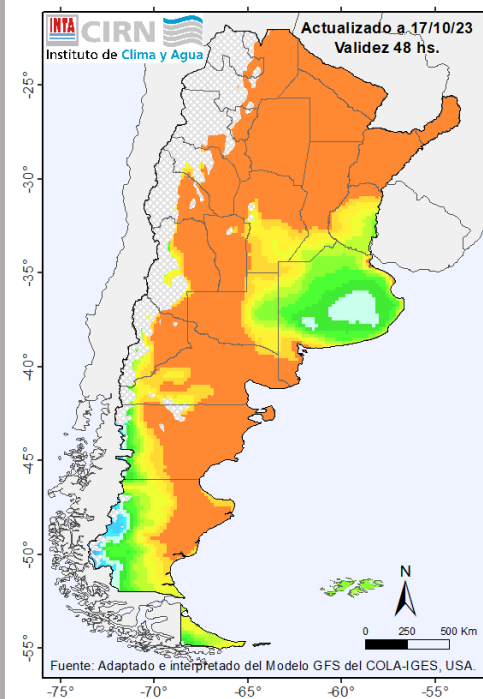 INTA CIRN
Instituto de Clima y Agua
Actualizado a 17/10/23
Validez 48 hs.
-25°
-30°
-35°
-40°
-45°
-50°
-55°
N
0 250 500 Km
Fuente: Adaptado e interpretado del Modelo GFS del COLA-IGES, USA.
-75° -70° -65° -60° -55°